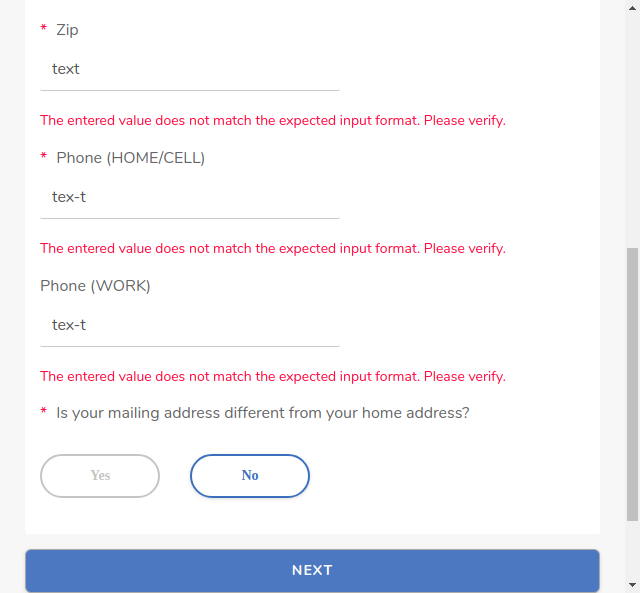 * Zip
text
The entered value does not match the expected input format. Please verify.
* Phone (HOME/CELL)
tex-t
The entered value does not match the expected input format. Please verify.
Phone (WORK)
tex-t
The entered value does not match the expected input format. Please verify.
* Is your mailing address different from your home address?
Yes No
NEXT